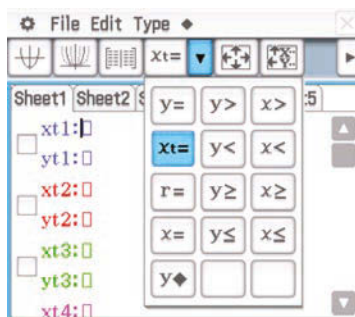 File Edit Type ◆
xt=
Sheet1 Sheet2 S :5
y= y> x>
xt= y< x<
r= y≥ x≥
x= y≤ x≤
y◆
xt1:
yt1:
xt2:
yt2:
xt3:
yt3:
xt4: